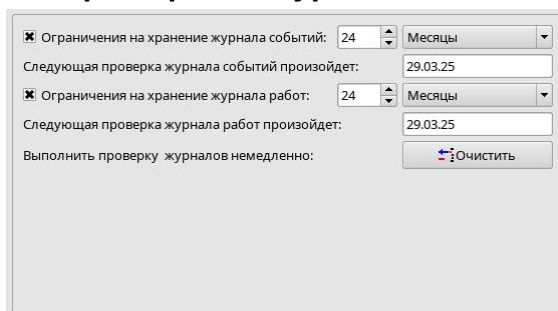 Ограничения на хранение журнала событий: 24 Месяцы
Следующая проверка журнала событий произойдет: 29.03.25
Ограничения на хранение журнала работ: 24 Месяцы
Следующая проверка журнала работ произойдет: 29.03.25
Выполнить проверку журналов немедленно: Очистить